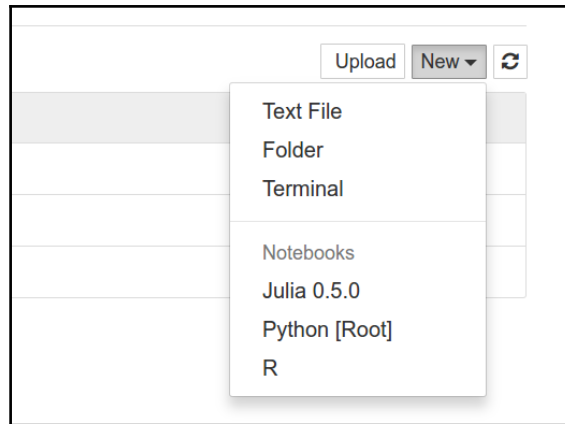 Upload New
Text File
Folder
Terminal
Notebooks
Julia 0.5.0
Python [Root]
R